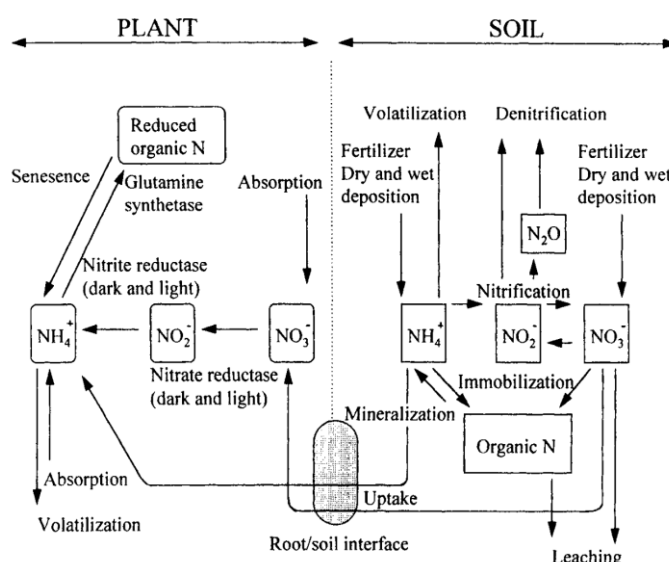 PLANT
SOIL
Reduced
organic N
Senesence
Glutamine
synthetase
Absorption
Nitrite reductase
(dark and light)
NH₄⁺
NO₂⁻
NO₃⁻
Nitrate reductase
(dark and light)
Absorption
Volatilization
Volatilization
Denitrification
Fertilizer
Dry and wet
deposition
Fertilizer
Dry and wet
deposition
N₂O
Nitrification
NH₄⁺
NO₂⁻
NO₃⁻
Immobilization
Mineralization
Organic N
Uptake
Root/soil interface
Leaching